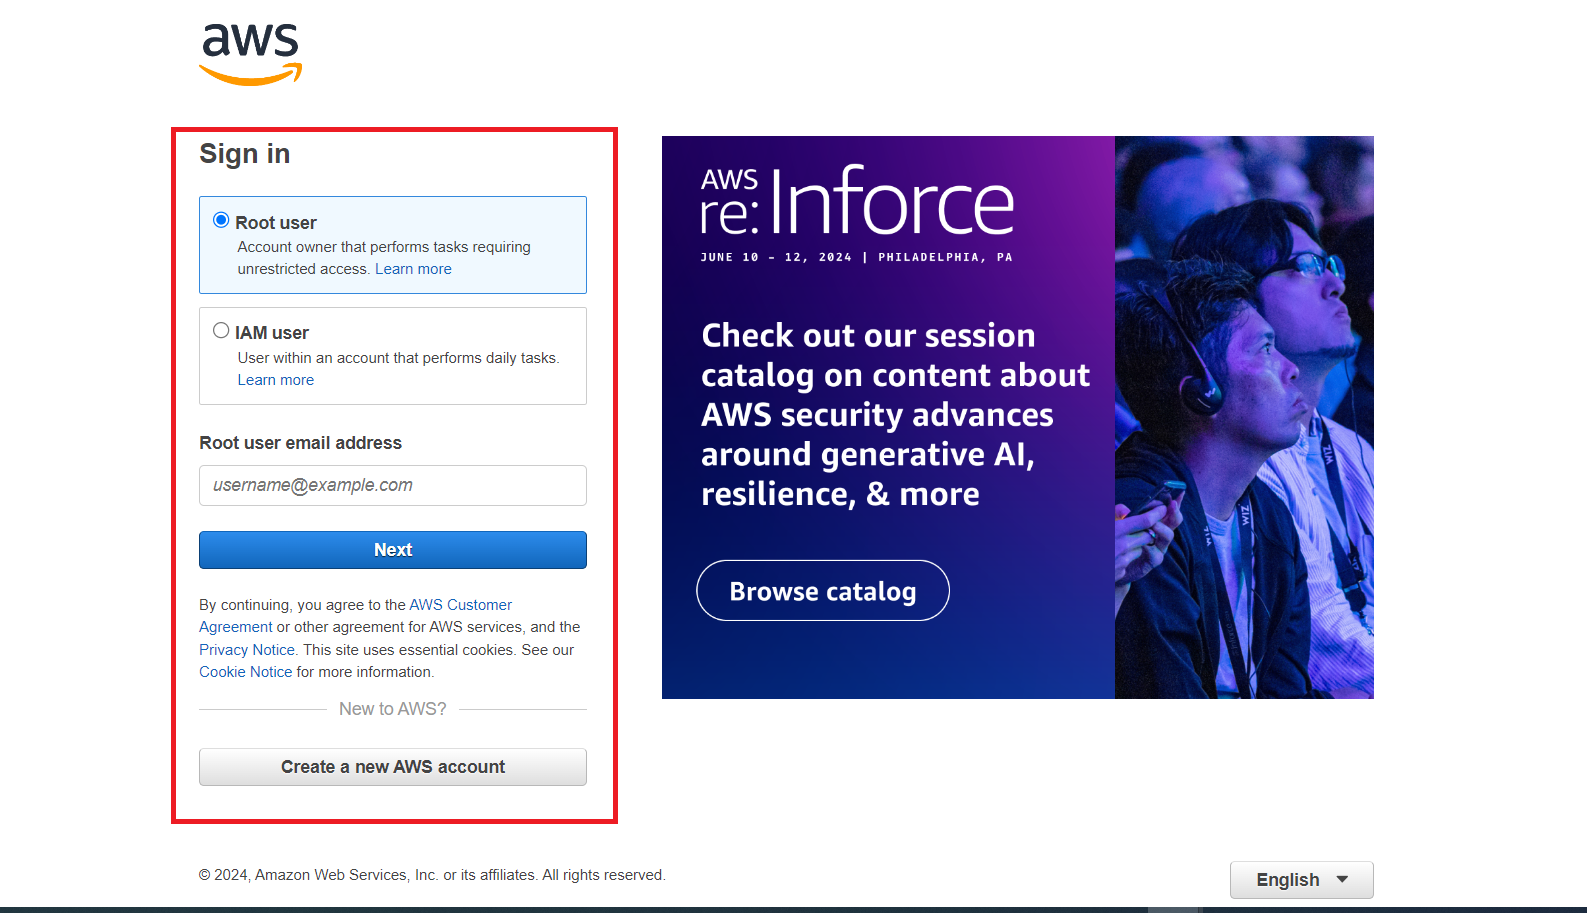 aws
Sign in
Root user
Account owner that performs tasks requiring
unrestricted access. Learn more
IAM user
User within an account that performs daily tasks.
Learn more
Root user email address
username@example.com
Next
By continuing, you agree to the AWS Customer
Agreement or other agreement for AWS services, and the
Privacy Notice. This site uses essential cookies. See our
Cookie Notice for more information.
New to AWS?
Create a new AWS account
AWS
re:Inforce
JUNE 10 - 12, 2024 | PHILADELPHIA, PA
Check out our session
catalog on content about
AWS security advances
around generative AI,
resilience, & more
Browse catalog
WIZ
WIZ
WIZ
© 2024, Amazon Web Services, Inc. or its affiliates. All rights reserved.
English